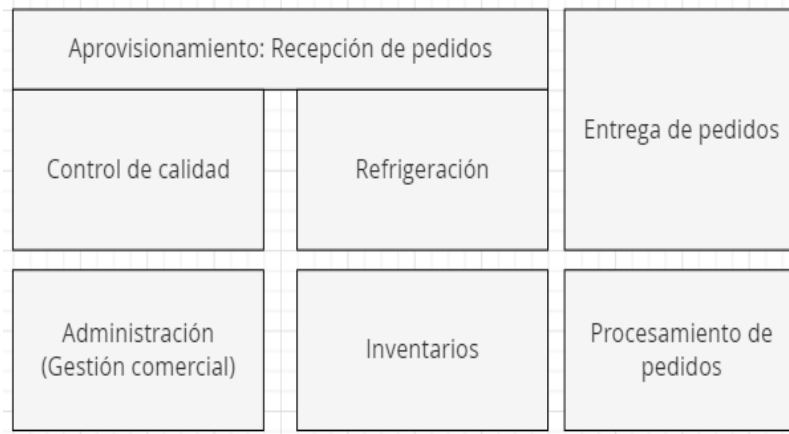 Aprovisionamiento: Recepción de pedidos
Entrega de pedidos
Control de calidad
Refrigeración
Administración
(Gestión comercial)
Inventarios
Procesamiento de
pedidos